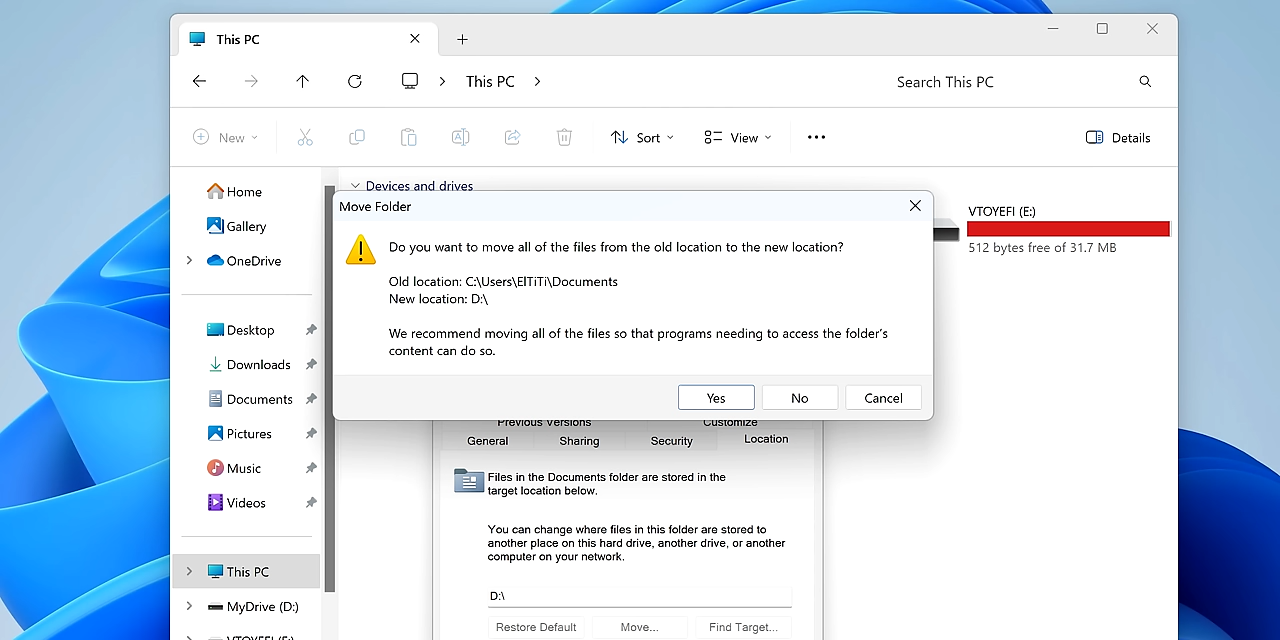 This PC
This PC
Search This PC
New
Sort
View
Details
Home
Gallery
OneDrive
Desktop
Downloads
Documents
Pictures
Music
Videos
This PC
MyDrive (D:)
VTOYEFI (E:)
Devices and drives
VTOYEFI (E:)
512 bytes free of 31.7 MB
Move Folder
Do you want to move all of the files from the old location to the new location?
Old location: C:\Users\ElTiTi\Documents
New location: D:\
We recommend moving all of the files so that programs needing to access the folder's
content can do so.
Yes
No
Cancel
Previous Versions
Customize
General
Sharing
Security
Location
Files in the Documents folder are stored in the
target location below.
You can change where files in this folder are stored to
another place on this hard drive, another drive, or another
computer on your network.
D:\
Restore Default
Move...
Find Target...